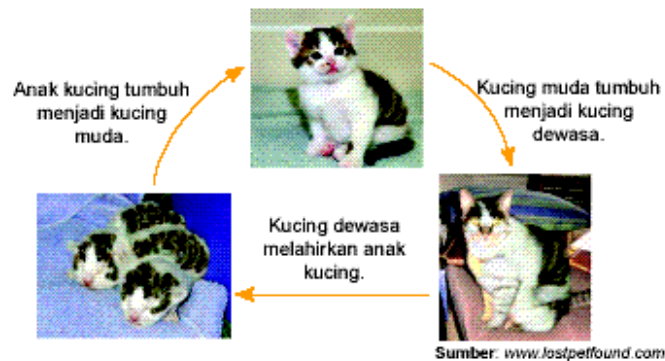 Anak kucing tumbuh
menjadi kucing
muda.
Kucing muda tumbuh
menjadi kucing
dewasa.
Kucing dewasa
melahirkan anak
kucing.
Sumber: www.lostpetfound.com